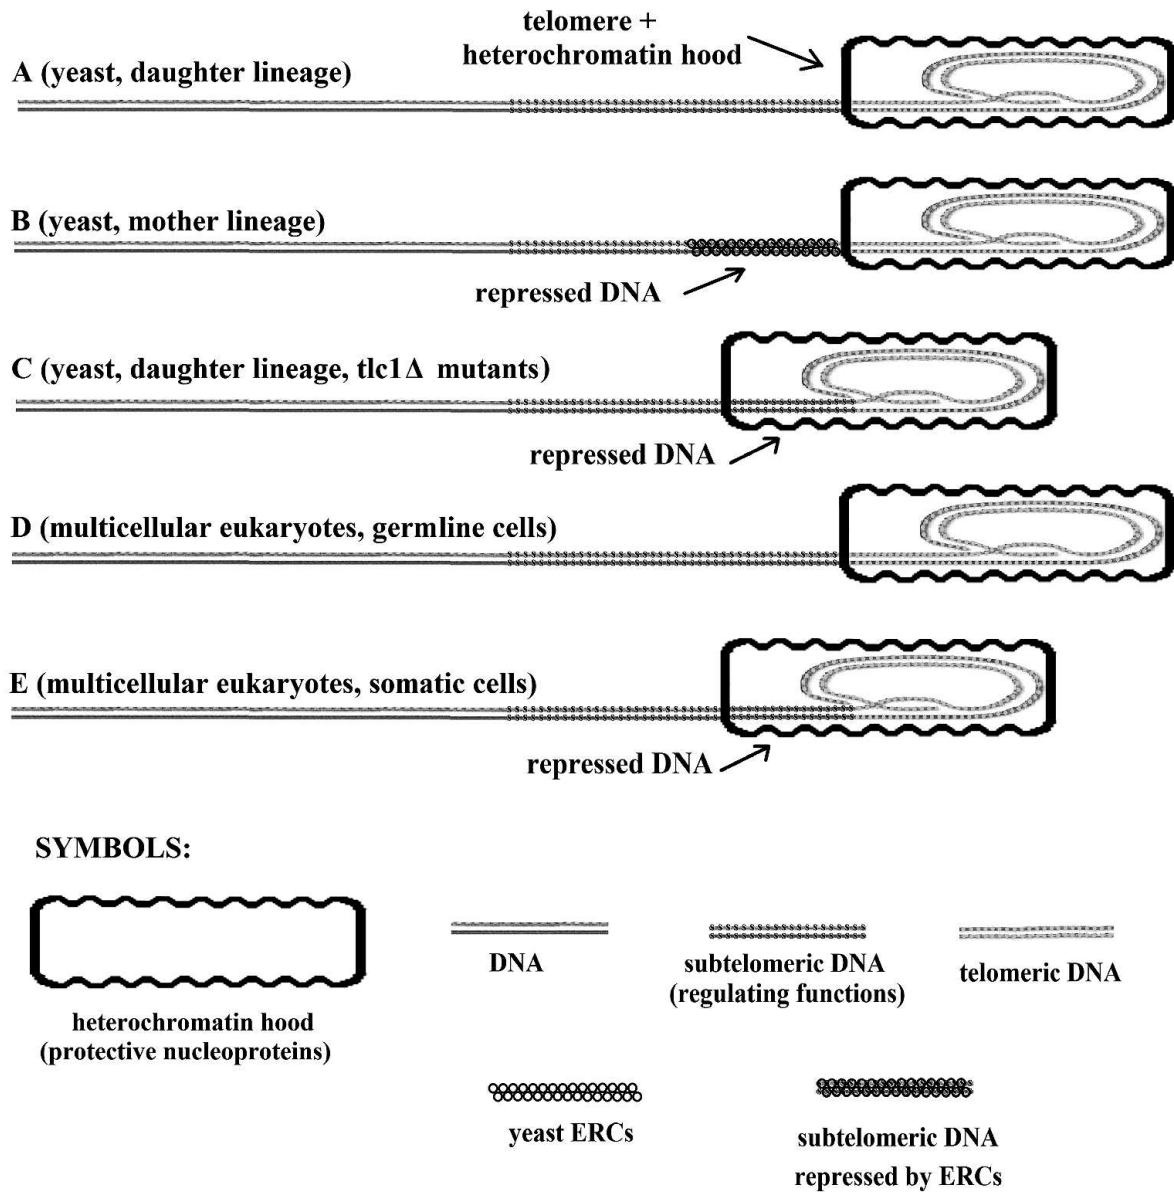 telomere +
heterochromatin hood
A (yeast, daughter lineage)
B (yeast, mother lineage)
repressed DNA
C (yeast, daughter lineage, tlc1Δ mutants)
repressed DNA
D (multicellular eukaryotes, germline cells)
E (multicellular eukaryotes, somatic cells)
repressed DNA
SYMBOLS:
heterochromatin hood
(protective nucleoproteins)
DNA
subtelomeric DNA
(regulating functions)
telomeric DNA
yeast ERCs
subtelomeric DNA
repressed by ERCs